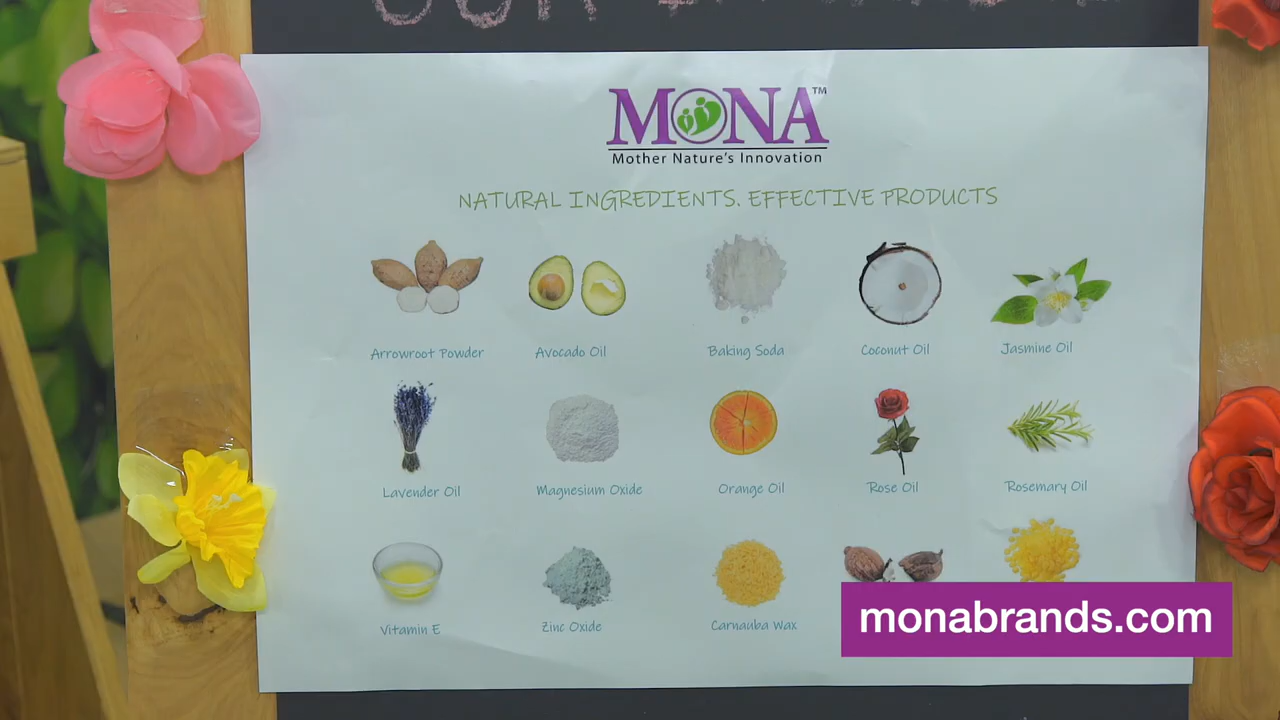 OUR
MONA™
Mother Nature's Innovation
NATURAL INGREDIENTS. EFFECTIVE PRODUCTS
Arrowroot Powder
Avocado Oil
Baking Soda
Coconut Oil
Jasmine Oil
Lavender Oil
Magnesium Oxide
Orange Oil
Rose Oil
Rosemary Oil
Vitamin E
Zinc Oxide
Carnauba Wax
monabrands.com